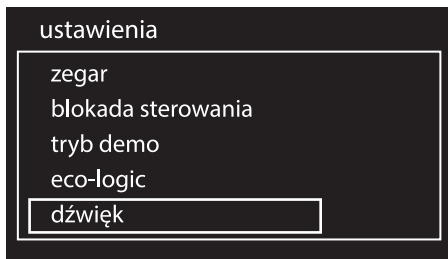 ustawienia
zegar
blokada sterowania
tryb demo
eco-logic
dźwięk